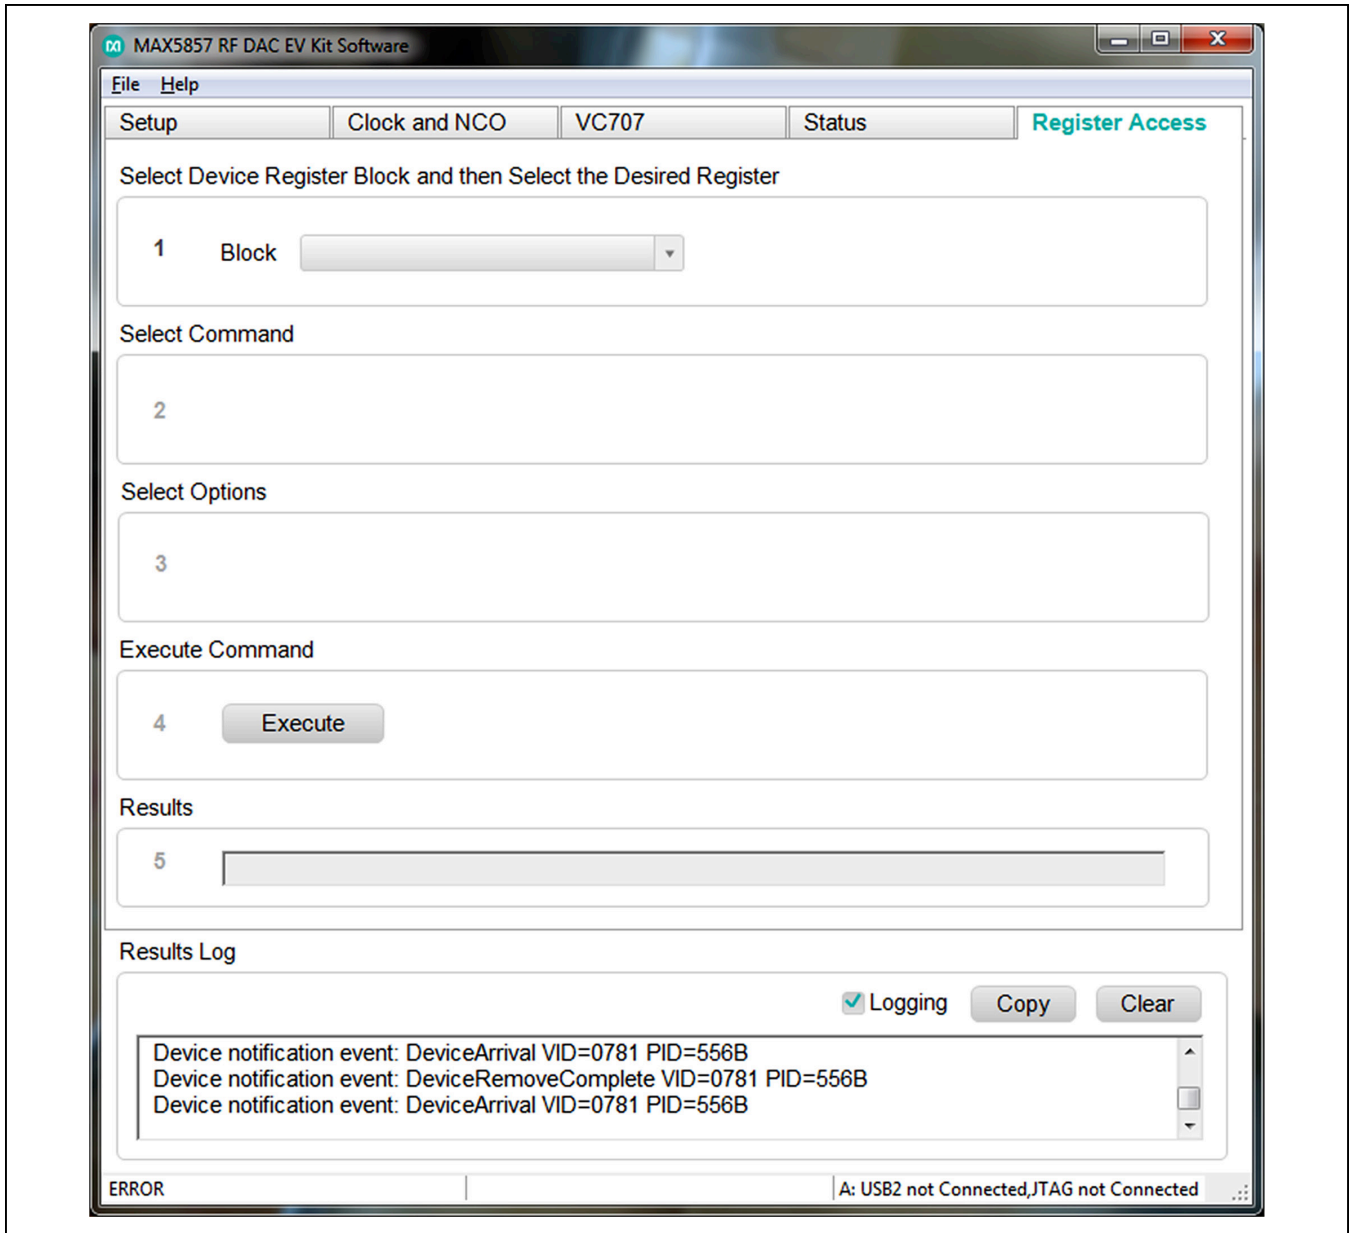 MAX5857 RF DAC EV Kit Software
File Help
Setup Clock and NCO VC707 Status Register Access
Select Device Register Block and then Select the Desired Register
1 Block
Select Command
2
Select Options
3
Execute Command
4 Execute
Results
5
Results Log
Logging Copy Clear
Device notification event: DeviceArrival VID=0781 PID=556B
Device notification event: DeviceRemoveComplete VID=0781 PID=556B
Device notification event: DeviceArrival VID=0781 PID=556B
ERROR A: USB2 not Connected,JTAG not Connected